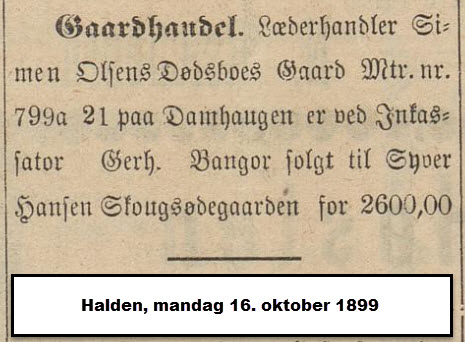 Gaardhandel. Læderhandler Si-
men Olsens Dødsboes Gaard Mtr. nr.
799a 21 paa Damhaugen er ved Inkas-
sator Gerh. Bangor solgt til Syver
Hansen Skougsødegaarden for 2600,00
Halden, mandag 16. oktober 1899